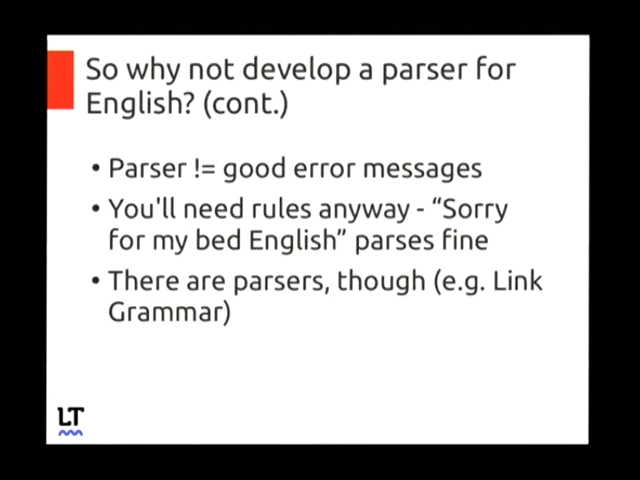 So why not develop a parser for
English? (cont.)
• Parser != good error messages
• You'll need rules anyway - “Sorry
for my bed English” parses fine
• There are parsers, though (e.g. Link
Grammar)
LT